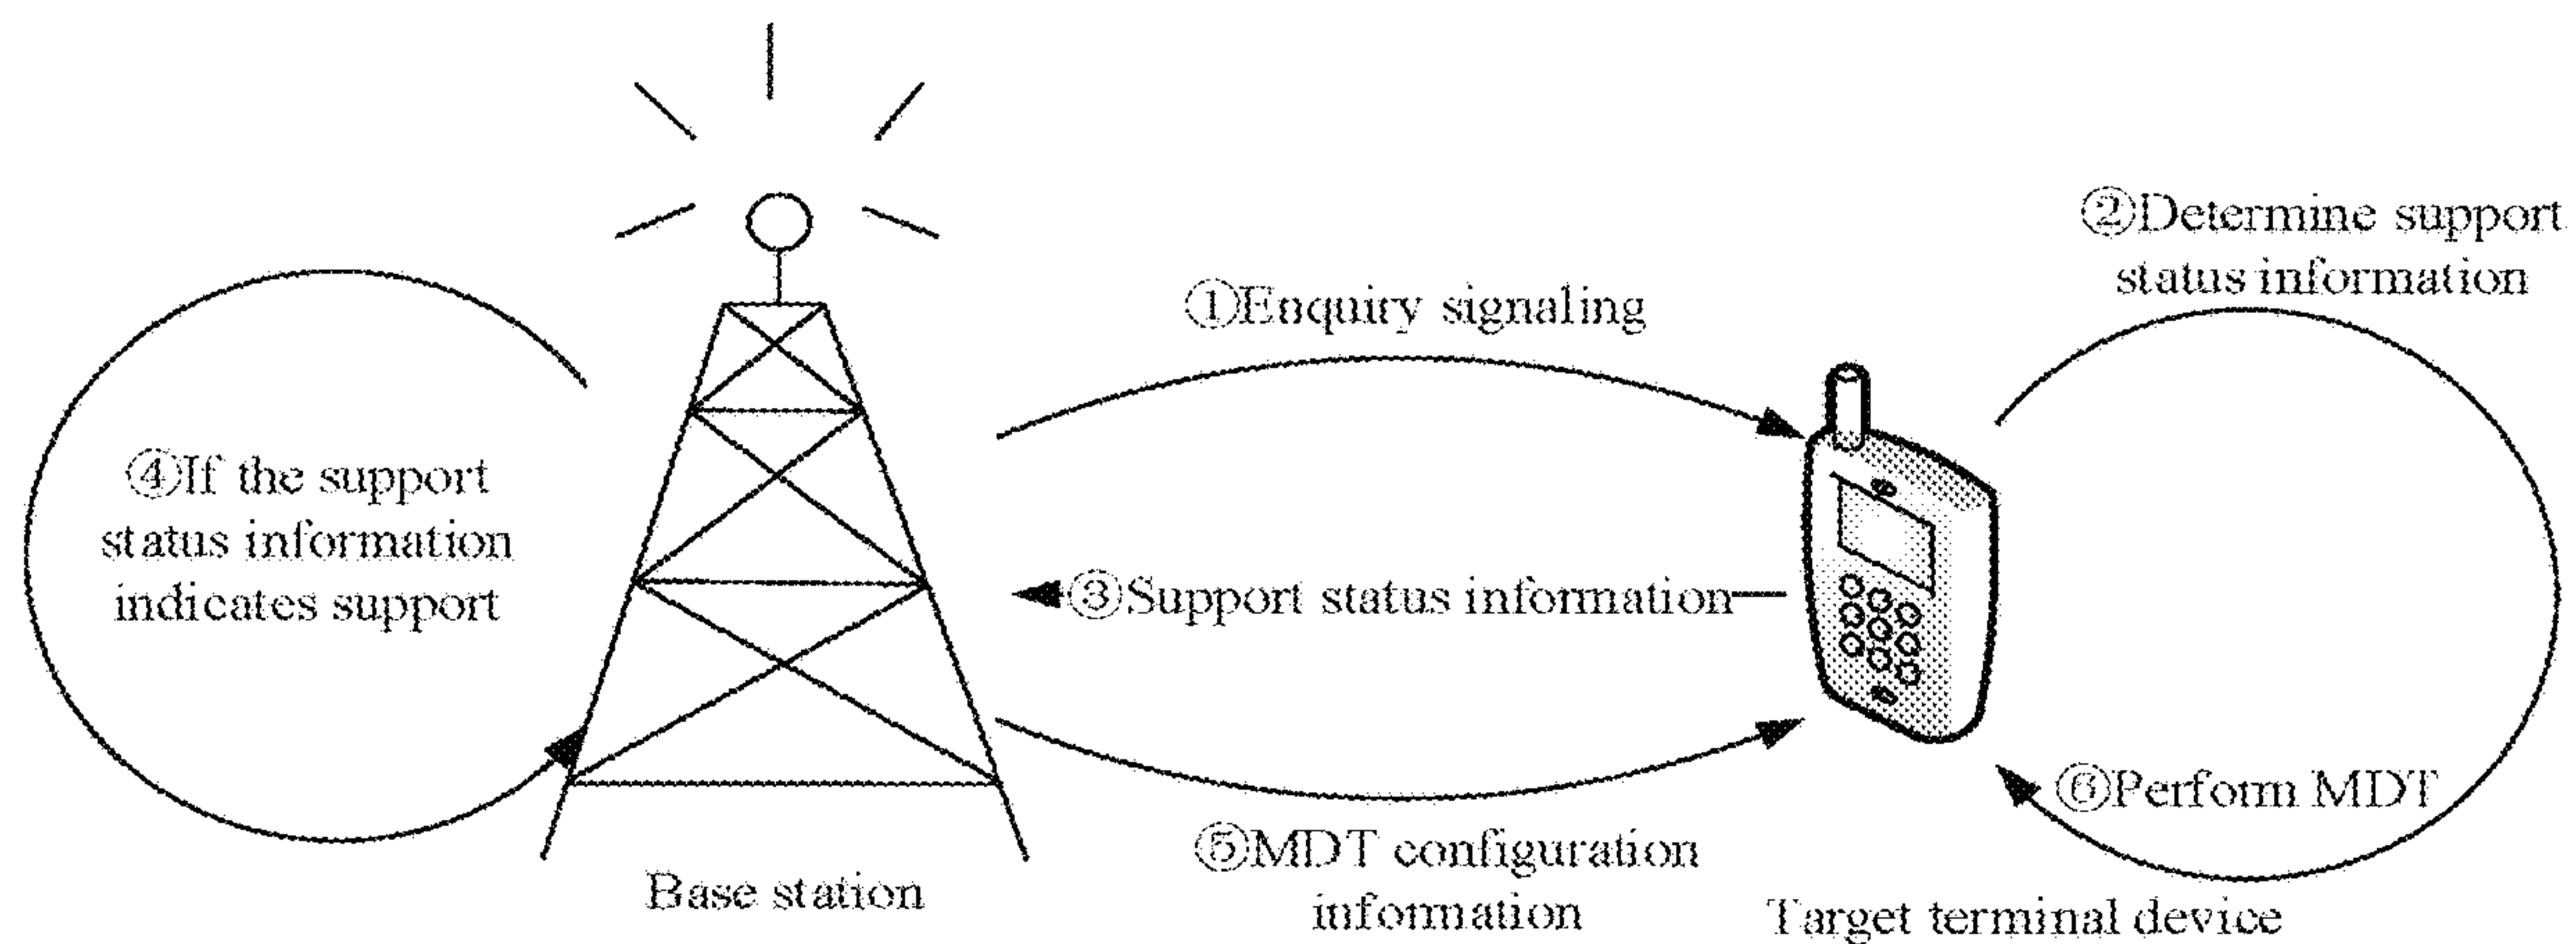 ②Determine support
status information
①Enquiry signaling
④If the support
status information
indicates support
③Support status information
⑥Perform MDT
⑤MDT configuration
information
Base station
Target terminal device